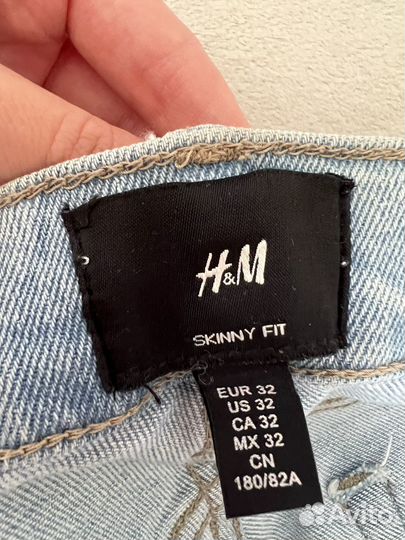 H&M
SKINNY FIT
EUR 32
US 32
CA 32
MX 32
CN
180/82A
Avito